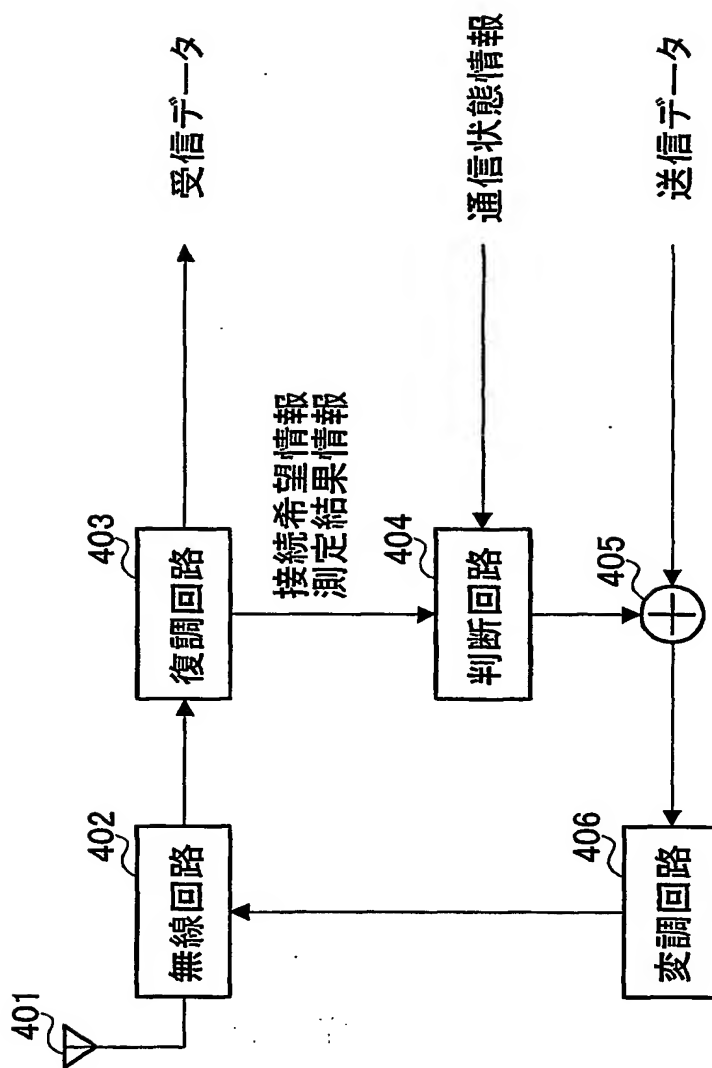 401
402
無線回路
403
復調回路
受信データ
接続希望情報
測定結果情報
404
判断回路
通信状態情報
405
送信データ
406
変調回路